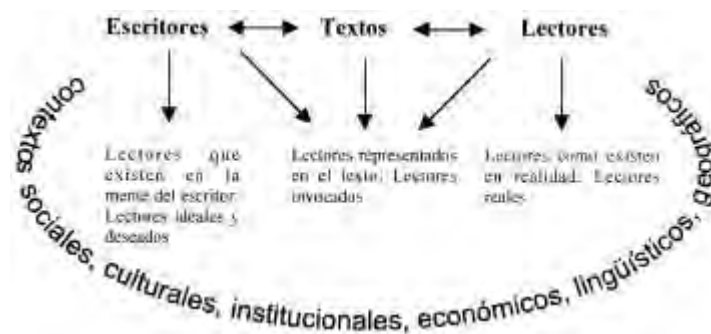 Escritores Textos Lectores
Lectores que
existen en la
mente del escritor.
Lectores ideales y
deseados
Lectores representados
en el texto. Lectores
invocados
Lectores como existen
en realidad. Lectores
reales
contextos sociales, culturales, institucionales, económicos, lingüísticos, geográficos